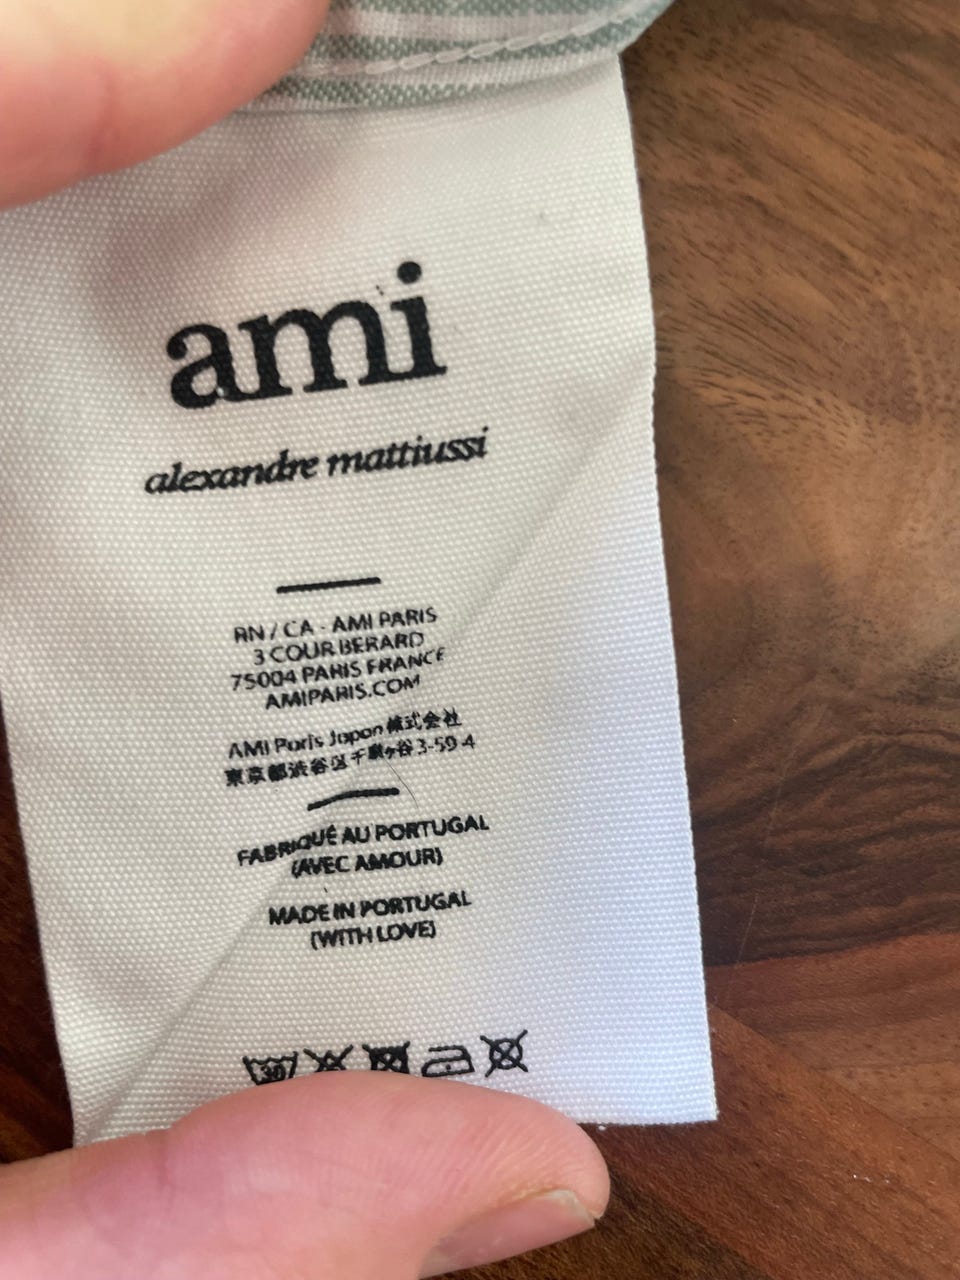 ami
alexandre mattiussi
RN / CA - AMI PARIS
3 COUR BERARD
75004 PARIS FRANCE
AMIPARIS.COM
AMI Paris Japan 株式会社
東京都渋谷区千駄ヶ谷 3-59-4
FABRIQUÉ AU PORTUGAL
(AVEC AMOUR)
MADE IN PORTUGAL
(WITH LOVE)
30